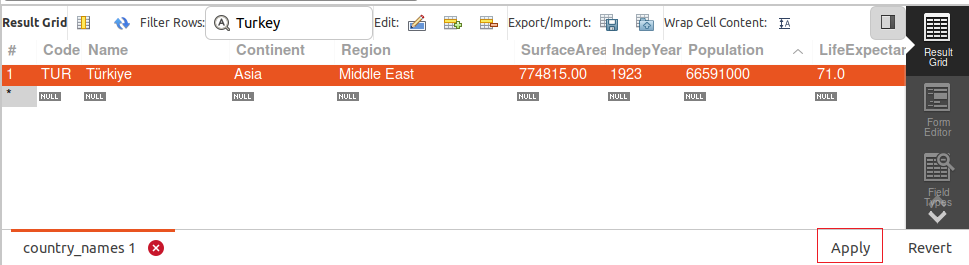 Result Grid Filter Rows: Turkey Edit: Export/Import: Wrap Cell Content:
# Code Name Continent Region SurfaceArea IndepYear Population LifeExpectan
1 TUR Türkiye Asia Middle East 774815.00 1923 66591000 71.0
* NULL NULL NULL NULL NULL NULL NULL NULL
Result
Grid
Form
Editor
Field
Types
country_names 1 Apply Revert